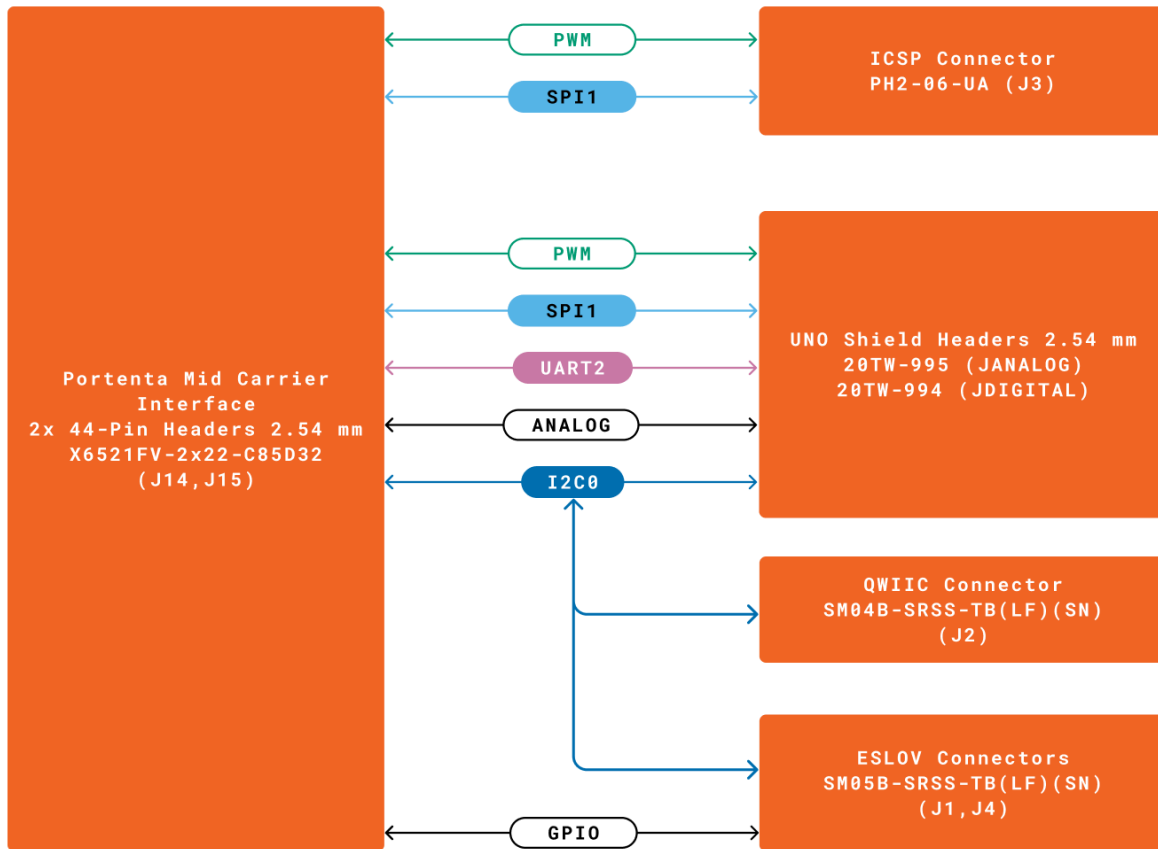 PWM
SPI1
ICSP Connector
PH2-06-UA (J3)
Portenta Mid Carrier
Interface
2x 44-Pin Headers 2.54 mm
X6521FV-2x22-C85D32
(J14,J15)
PWM
SPI1
UART2
ANALOG
I2C0
UNO Shield Headers 2.54 mm
20TW-995 (JANALOG)
20TW-994 (JDIGITAL)
QWIIC Connector
SM04B-SRSS-TB(LF)(SN)
(J2)
ESLOV Connectors
SM05B-SRSS-TB(LF)(SN)
(J1,J4)
GPIO